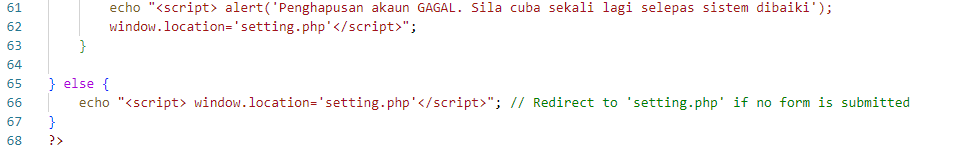 61 echo "<script> alert('Penghapusan akaun GAGAL. Sila cuba sekali lagi selepas sistem dibaiki');
62 window.location='setting.php'</script>";
63 }
64
65 } else {
66 echo "<script> window.location='setting.php'</script>"; // Redirect to 'setting.php' if no form is submitted
67 }
68 ?>